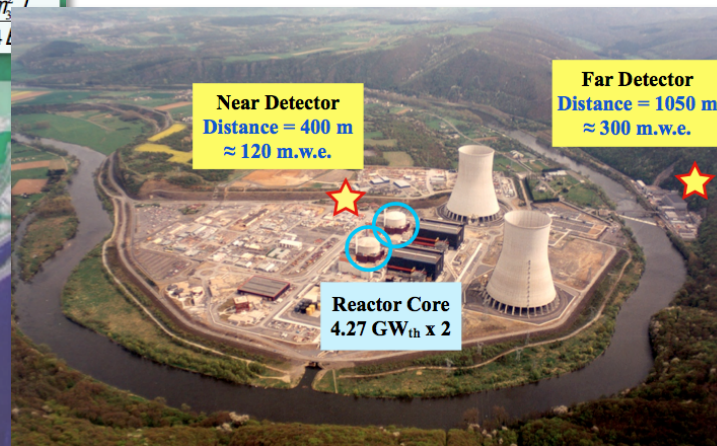 Near Detector
Distance = 400 m
≈ 120 m.w.e.
Far Detector
Distance = 1050 m
≈ 300 m.w.e.
Reactor Core
4.27 GWth x 2